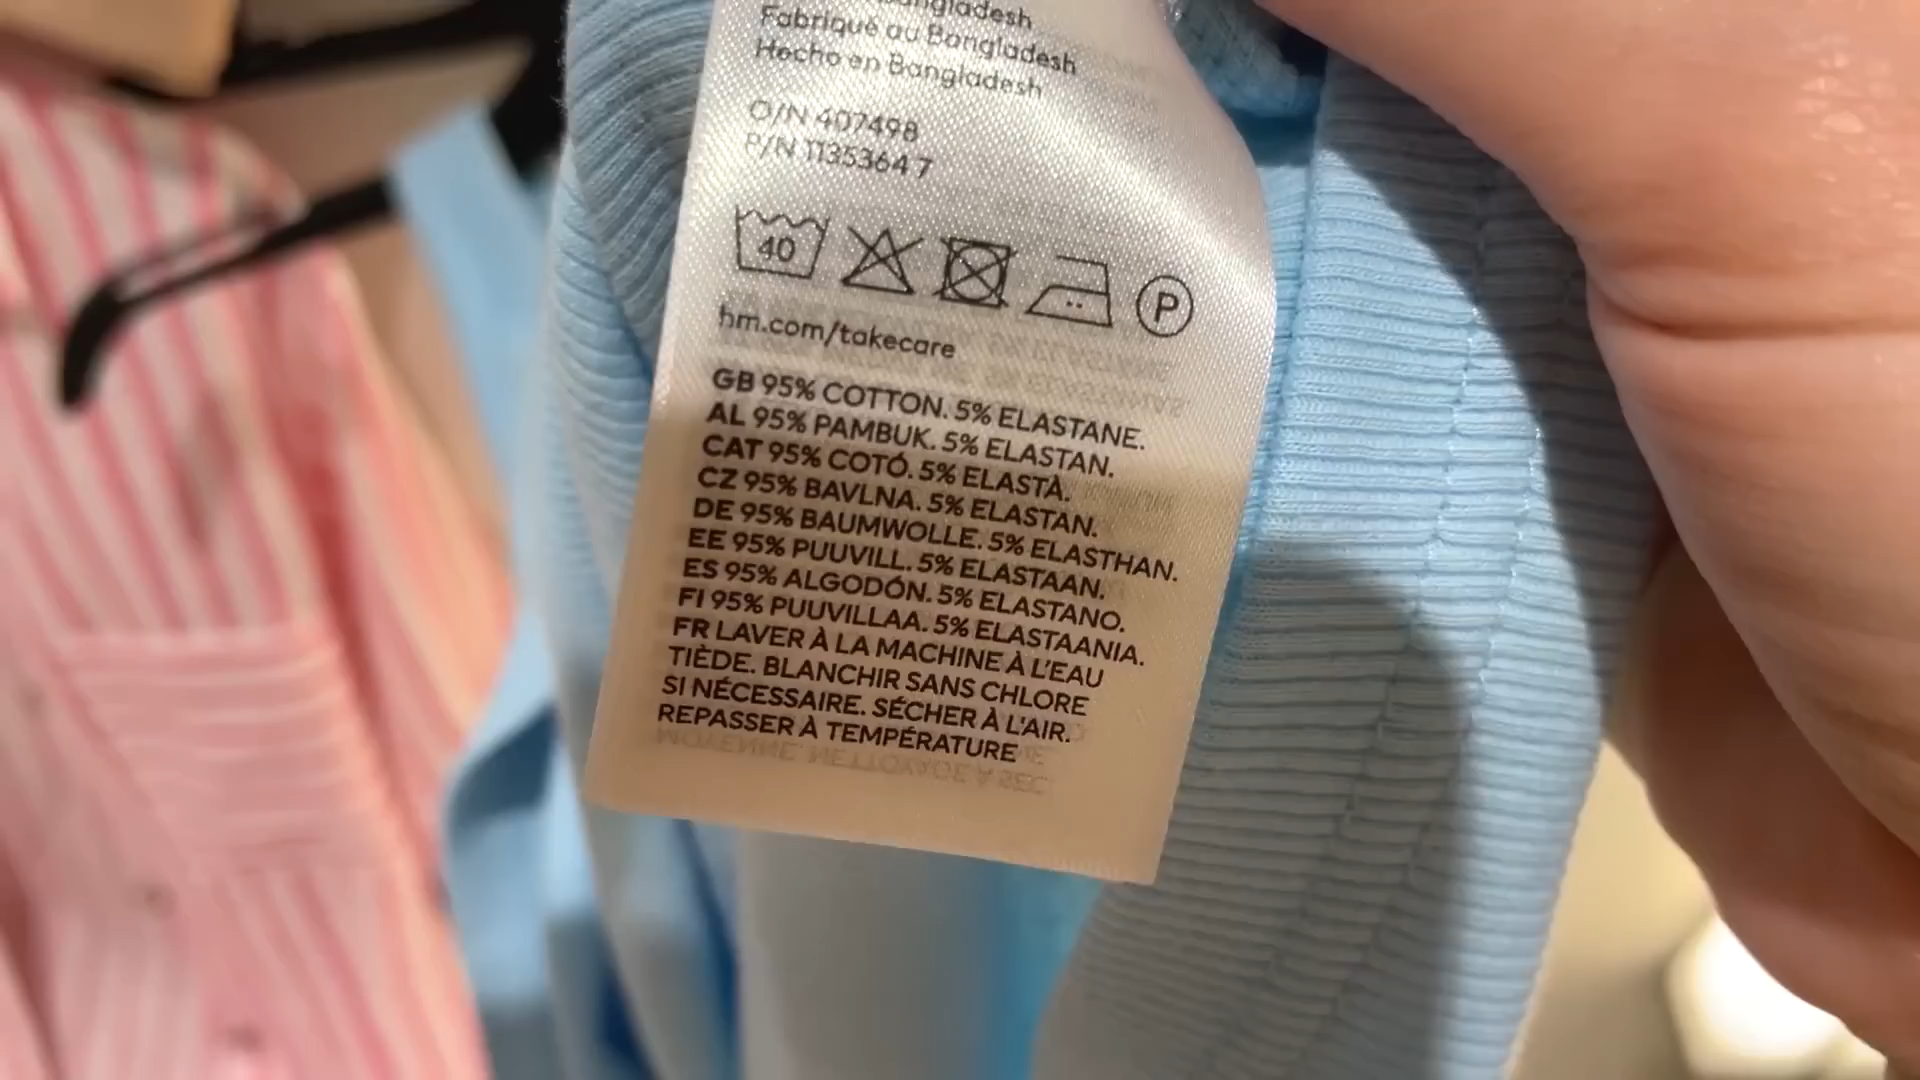 Bangladesh
Fabriqué au Bangladesh
Hecho en Bangladesh
O/N 407498
P/N 11353647
40
P
hm.com/takecare
GB 95% COTTON. 5% ELASTANE.
AL 95% PAMBUK. 5% ELASTAN.
CAT 95% COTÓ. 5% ELASTÀ.
CZ 95% BAVLNA. 5% ELASTAN.
DE 95% BAUMWOLLE. 5% ELASTHAN.
EE 95% PUUVILL. 5% ELASTAAN.
ES 95% ALGODÓN. 5% ELASTANO.
FI 95% PUUVILLAA. 5% ELASTAANIA.
FR LAVER À LA MACHINE À L'EAU
TIÈDE. BLANCHIR SANS CHLORE
SI NÉCESSAIRE. SÉCHER À L'AIR.
REPASSER À TEMPÉRATURE